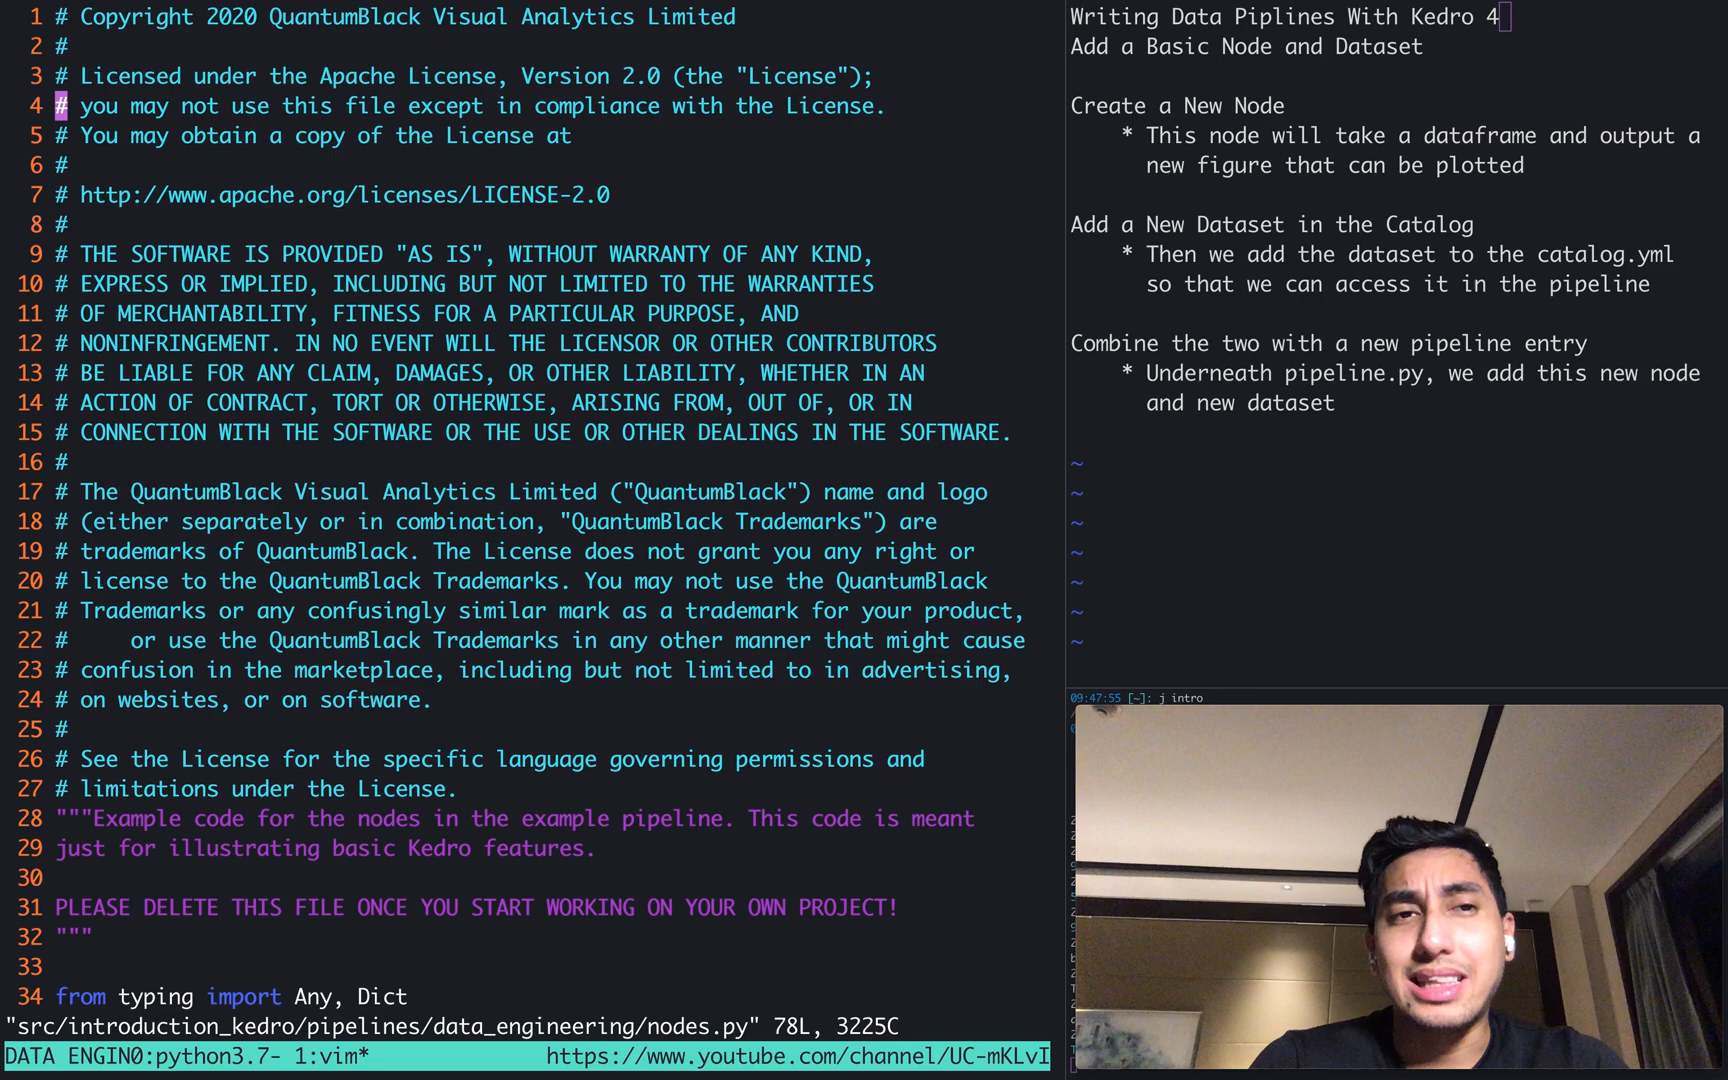 1 # Copyright 2020 QuantumBlack Visual Analytics Limited
2 #
3 # Licensed under the Apache License, Version 2.0 (the "License");
4 # you may not use this file except in compliance with the License.
5 # You may obtain a copy of the License at
6 #
7 # http://www.apache.org/licenses/LICENSE-2.0
8 #
9 # THE SOFTWARE IS PROVIDED "AS IS", WITHOUT WARRANTY OF ANY KIND,
10 # EXPRESS OR IMPLIED, INCLUDING BUT NOT LIMITED TO THE WARRANTIES
11 # OF MERCHANTABILITY, FITNESS FOR A PARTICULAR PURPOSE, AND
12 # NONINFRINGEMENT. IN NO EVENT WILL THE LICENSOR OR OTHER CONTRIBUTORS
13 # BE LIABLE FOR ANY CLAIM, DAMAGES, OR OTHER LIABILITY, WHETHER IN AN
14 # ACTION OF CONTRACT, TORT OR OTHERWISE, ARISING FROM, OUT OF, OR IN
15 # CONNECTION WITH THE SOFTWARE OR THE USE OR OTHER DEALINGS IN THE SOFTWARE.
16 #
17 # The QuantumBlack Visual Analytics Limited ("QuantumBlack") name and logo
18 # (either separately or in combination, "QuantumBlack Trademarks") are
19 # trademarks of QuantumBlack. The License does not grant you any right or
20 # license to the QuantumBlack Trademarks. You may not use the QuantumBlack
21 # Trademarks or any confusingly similar mark as a trademark for your product,
22 #     or use the QuantumBlack Trademarks in any other manner that might cause
23 # confusion in the marketplace, including but not limited to in advertising,
24 # on websites, or on software.
25 #
26 # See the License for the specific language governing permissions and
27 # limitations under the License.
28 """Example code for the nodes in the example pipeline. This code is meant
29 just for illustrating basic Kedro features.
30
31 PLEASE DELETE THIS FILE ONCE YOU START WORKING ON YOUR OWN PROJECT!
32 """
33
34 from typing import Any, Dict
"src/introduction_kedro/pipelines/data_engineering/nodes.py" 78L, 3225C
DATA ENGIN0:python3.7- 1:vim* https://www.youtube.com/channel/UC-mKLvI
Writing Data Piplines With Kedro 4
Add a Basic Node and Dataset
Create a New Node
* This node will take a dataframe and output a
new figure that can be plotted
Add a New Dataset in the Catalog
* Then we add the dataset to the catalog.yml
so that we can access it in the pipeline
Combine the two with a new pipeline entry
* Underneath pipeline.py, we add this new node
and new dataset
~
~
~
~
~
~
~
09:47:55 [~]: j intro